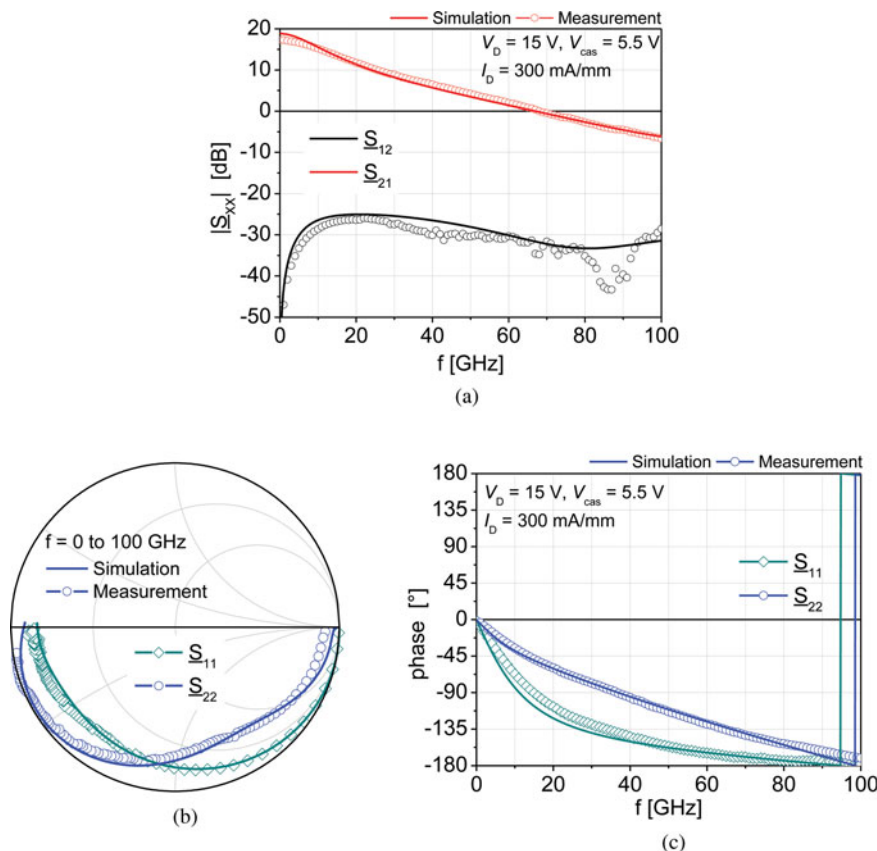 Simulation Measurement
V_D = 15 V, V_cas = 5.5 V
I_D = 300 mA/mm
20
10
0
-10
-20
-30
-40
-50
|S_XX| [dB]
S_12
S_21
0 20 40 60 80 100
f [GHz]
(a)
f = 0 to 100 GHz
Simulation
Measurement
S_11
S_22
(b)
Simulation Measurement
V_D = 15 V, V_cas = 5.5 V
I_D = 300 mA/mm
180
135
90
45
0
-45
-90
-135
-180
phase [°]
S_11
S_22
0 20 40 60 80 100
f [GHz]
(c)